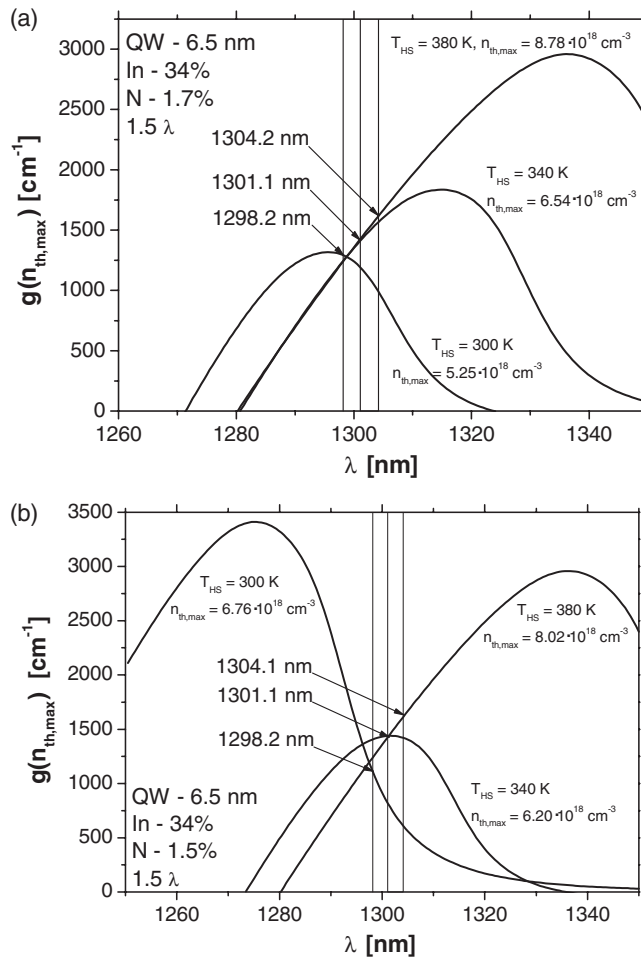 (a)
QW - 6.5 nm
In - 34%
N - 1.7%
1.5 λ
T_HS = 380 K, n_th,max = 8.78·10^18 cm^-3
1304.2 nm
1301.1 nm
1298.2 nm
T_HS = 340 K
n_th,max = 6.54·10^18 cm^-3
T_HS = 300 K
n_th,max = 5.25·10^18 cm^-3
g(n_th,max) [cm^-1]
3000
2500
2000
1500
1000
500
0
1260 1280 1300 1320 1340
λ [nm]
(b)
T_HS = 300 K
n_th,max = 6.76·10^18 cm^-3
T_HS = 380 K
n_th,max = 8.02·10^18 cm^-3
1304.1 nm
1301.1 nm
1298.2 nm
T_HS = 340 K
n_th,max = 6.20·10^18 cm^-3
QW - 6.5 nm
In - 34%
N - 1.5%
1.5 λ
g(n_th,max) [cm^-1]
3500
3000
2500
2000
1500
1000
500
0
1260 1280 1300 1320 1340
λ [nm]